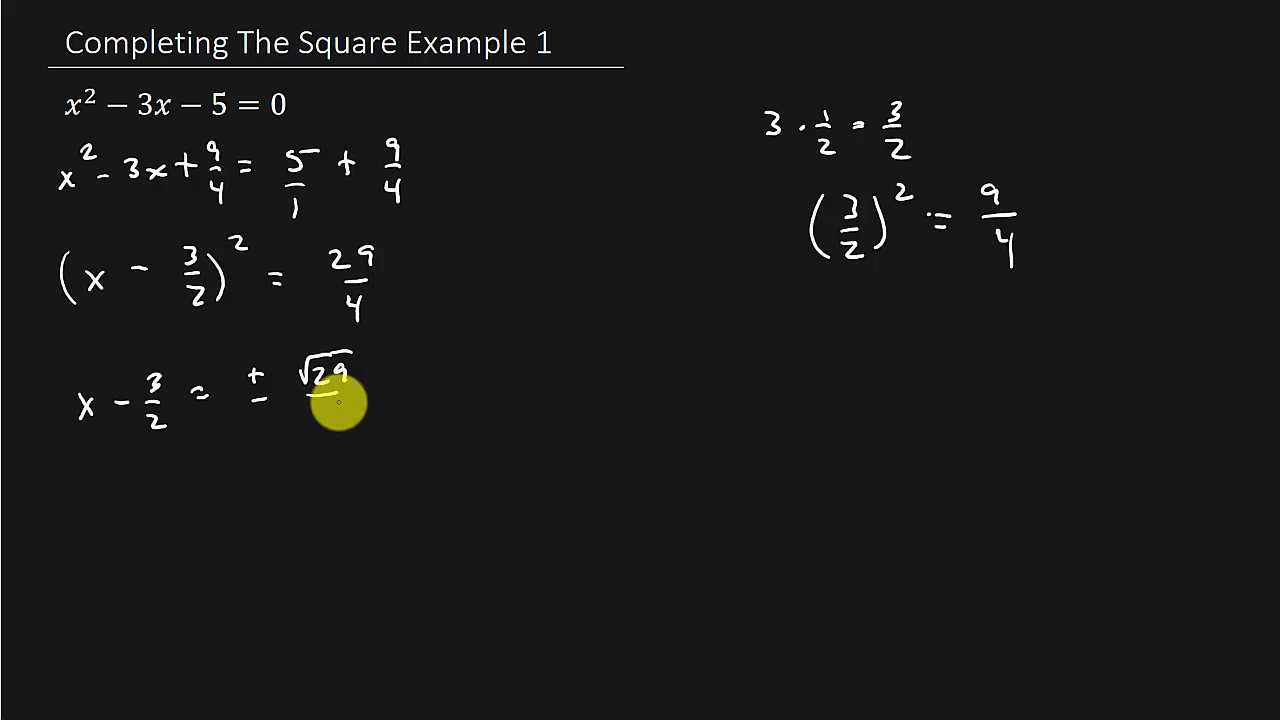 Completing The Square Example 1
x² − 3x − 5 = 0
x² - 3x + 9/4 = 5/1 + 9/4
(x - 3/2)² = 29/4
x - 3/2 = ± √29
3 · 1/2 = 3/2
(3/2)² = 9/4